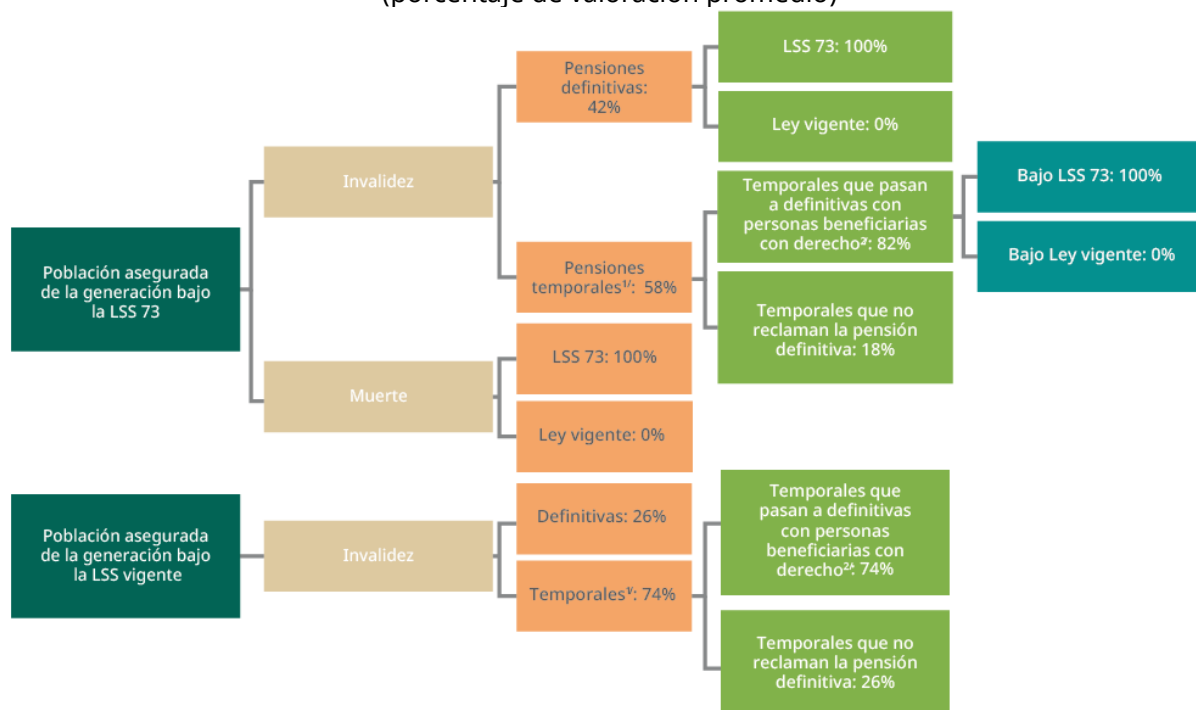 (porcentaje de valoración promedio)
LSS 73: 100%
Pensiones
definitivas:
42%
Ley vigente: 0%
Invalidez
Temporales que pasan
a definitivas con
personas beneficiarias
con derecho²/: 82%
Bajo LSS 73: 100%
Bajo Ley vigente: 0%
Población asegurada
de la generación bajo
la LSS 73
Pensiones
temporales¹/: 58%
Temporales que no
reclaman la pensión
definitiva: 18%
LSS 73: 100%
Muerte
Ley vigente: 0%
Población asegurada
de la generación bajo
la LSS vigente
Invalidez
Definitivas: 26%
Temporales¹/: 74%
Temporales que
pasan a definitivas
con personas
beneficiarias con
derecho²/: 74%
Temporales que no
reclaman la pensión
definitiva: 26%